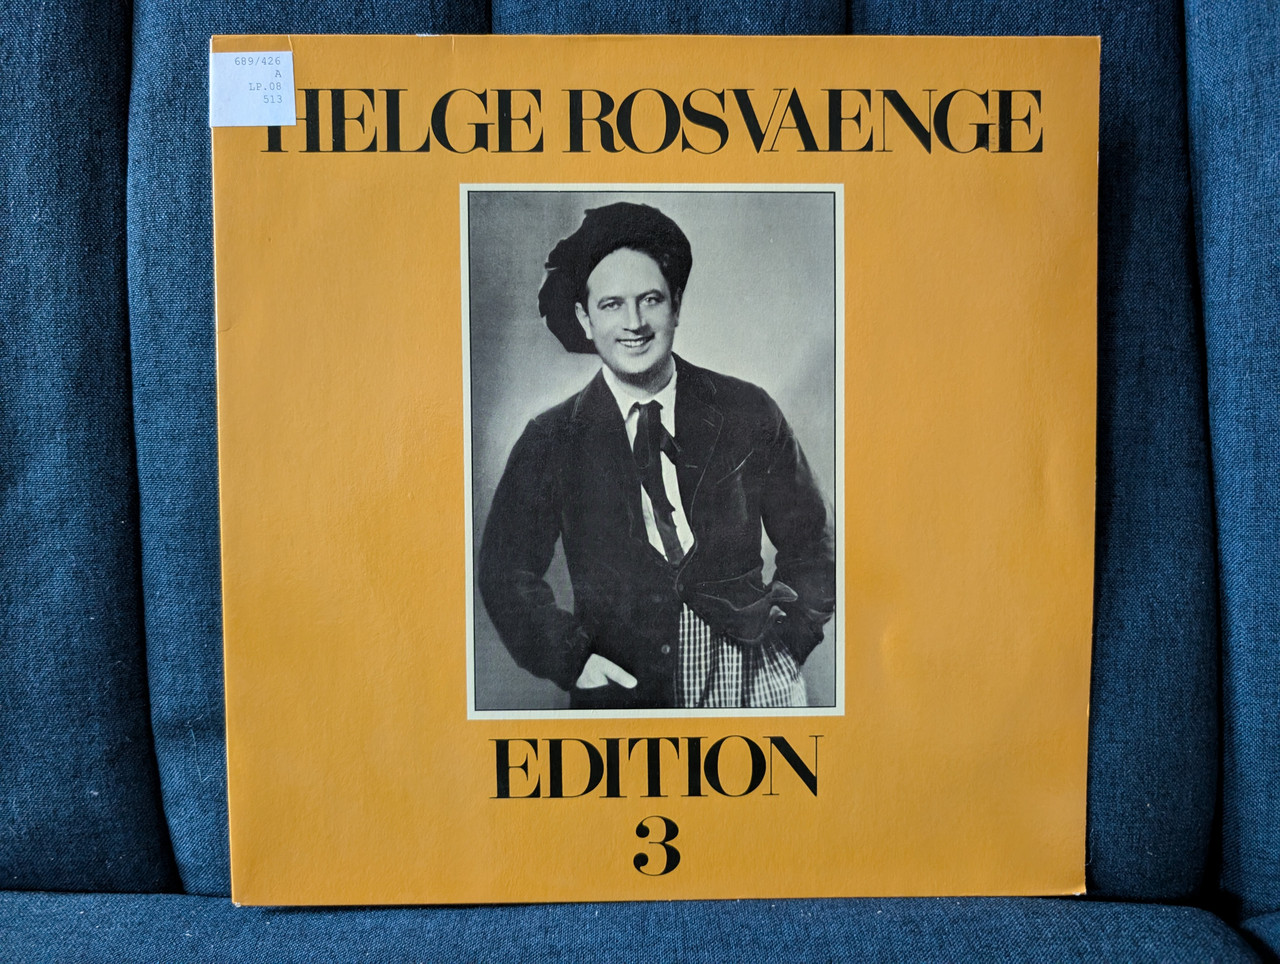 689/426
A
LP.08
513
HELGE ROSVAENGE
EDITION
3